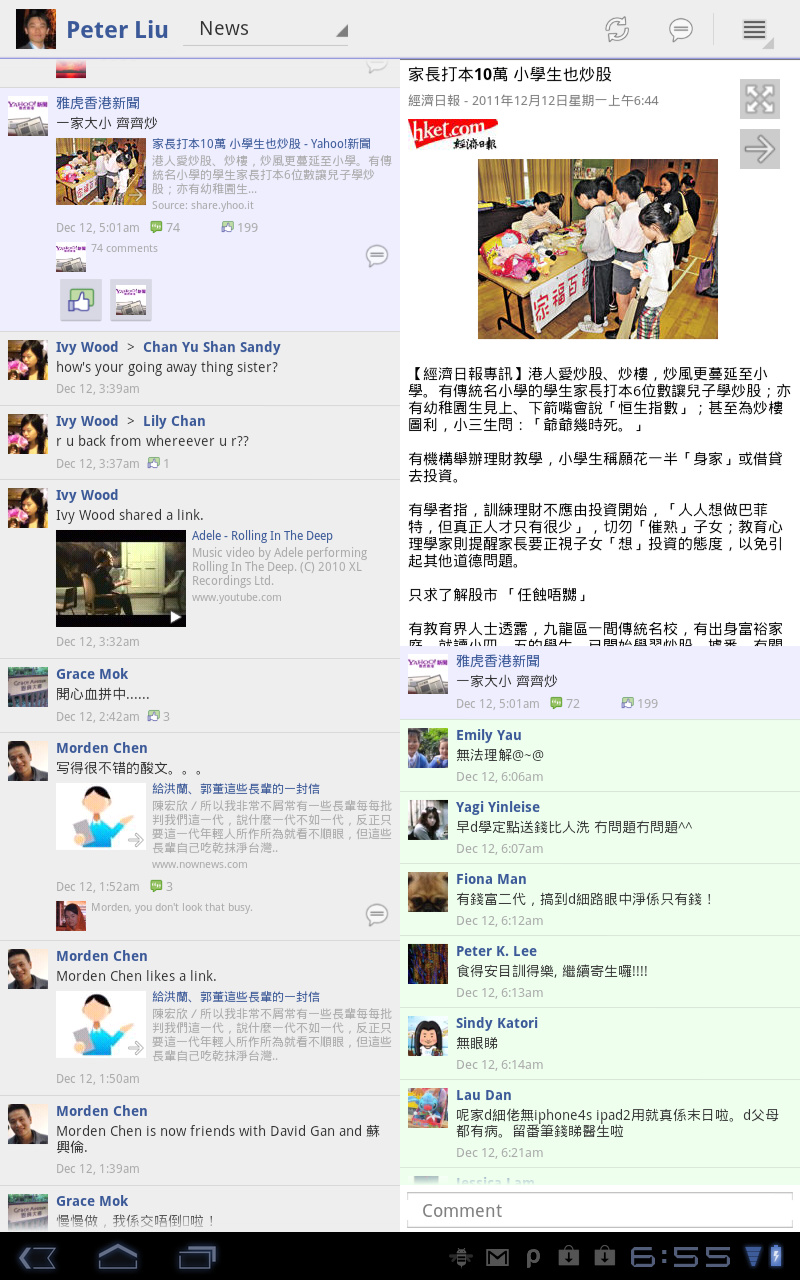 Peter Liu
News
雅虎香港新聞
一家大小 齊齊炒
家長打本10萬 小學生也炒股 - Yahoo!新聞
港人愛炒股、炒樓，炒風更蔓延至小學。有傳
統名小學的學生家長打本6位數讓兒子學炒
股；亦有幼稚園生...
Source: share.yhoo.it
Dec 12, 5:01am 74 199
74 comments
Ivy Wood > Chan Yu Shan Sandy
how's your going away thing sister?
Dec 12, 3:39am
Ivy Wood > Lily Chan
r u back from whereever u r??
Dec 12, 3:37am 1
Ivy Wood
Ivy Wood shared a link.
Adele - Rolling In The Deep
Music video by Adele performing
Rolling In The Deep. (C) 2010 XL
Recordings Ltd.
www.youtube.com
Dec 12, 3:32am
Grace Mok
開心血拼中......
Dec 12, 2:42am 3
Morden Chen
写得很不错的酸文。。。
給洪蘭、郭董這些長輩的一封信
陳宏欣 / 所以我非常不屑常有一些長輩每每批
判我們這一代，說什麼一代不如一代，反正只
要這一代年輕人所作所為就看不順眼，但這些
長輩自己吃乾抹淨台灣..
www.nownews.com
Dec 12, 1:52am 3
Morden, you don't look that busy.
Morden Chen
Morden Chen likes a link.
給洪蘭、郭董這些長輩的一封信
陳宏欣 / 所以我非常不屑常有一些長輩每每批
判我們這一代，說什麼一代不如一代，反正只
要這一代年輕人所作所為就看不順眼，但這些
長輩自己吃乾抹淨台灣..
Dec 12, 1:50am
Morden Chen
Morden Chen is now friends with David Gan and 蘇
興倫.
Dec 12, 1:39am
Grace Mok
慢慢做，我係交唔倒啦！
家長打本10萬 小學生也炒股
經濟日報 - 2011年12月12日星期一上午6:44
hket.com
經濟日報
【經濟日報專訊】港人愛炒股、炒樓，炒風更蔓延至小
學。有傳統名小學的學生家長打本6位數讓兒子學炒股；亦
有幼稚園生見上、下箭嘴會說「恒生指數」；甚至為炒樓
圖利，小三生問：「爺爺幾時死。」
有機構舉辦理財教學，小學生稱願花一半「身家」或借貸
去投資。
有學者指，訓練理財不應由投資開始，「人人想做巴菲
特，但真正人才只有很少」，切勿「催熟」子女；教育心
理學家則提醒家長要正視子女「想」投資的態度，以免引
起其他道德問題。
只求了解股市 「任蝕唔嬲」
有教育界人士透露，九龍區一間傳統名校，有出身富裕家
雅虎香港新聞
一家大小 齊齊炒
Dec 12, 5:01am 72 199
Emily Yau
無法理解@~@
Dec 12, 6:06am
Yagi Yinleise
早d學定點送錢比人洗 冇問題冇問題^^
Dec 12, 6:07am
Fiona Man
有錢富二代，搞到d細路眼中淨係只有錢！
Dec 12, 6:12am
Peter K. Lee
食得安目訓得樂, 繼續寄生囉!!!!
Dec 12, 6:13am
Sindy Katori
無眼睇
Dec 12, 6:14am
Lau Dan
呢家d細佬無iphone4s ipad2用就真係末日啦。d父母
都有病。留番筆錢睇醫生啦
Dec 12, 6:21am
Jessica Lam
Comment
6:55